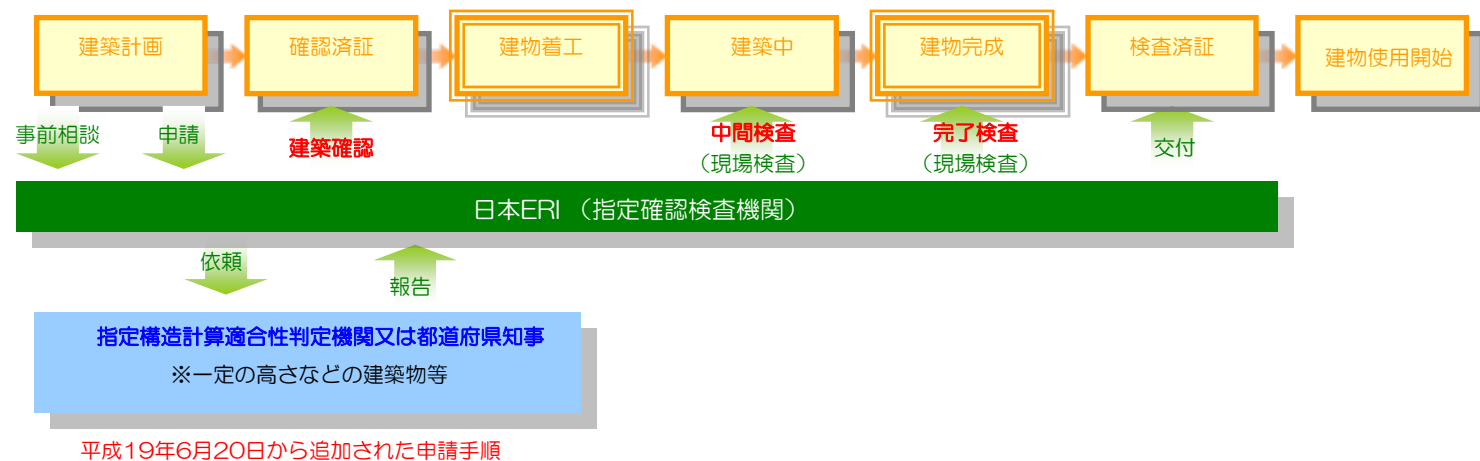 建築計画
確認済証
建物着工
建築中
建物完成
検査済証
建物使用開始
事前相談
申請
建築確認
中間検査
(現場検査)
完了検査
(現場検査)
交付
日本ERI (指定確認検査機関)
依頼
報告
指定構造計算適合性判定機関又は都道府県知事
※一定の高さなどの建築物等
平成19年6月20日から追加された申請手順